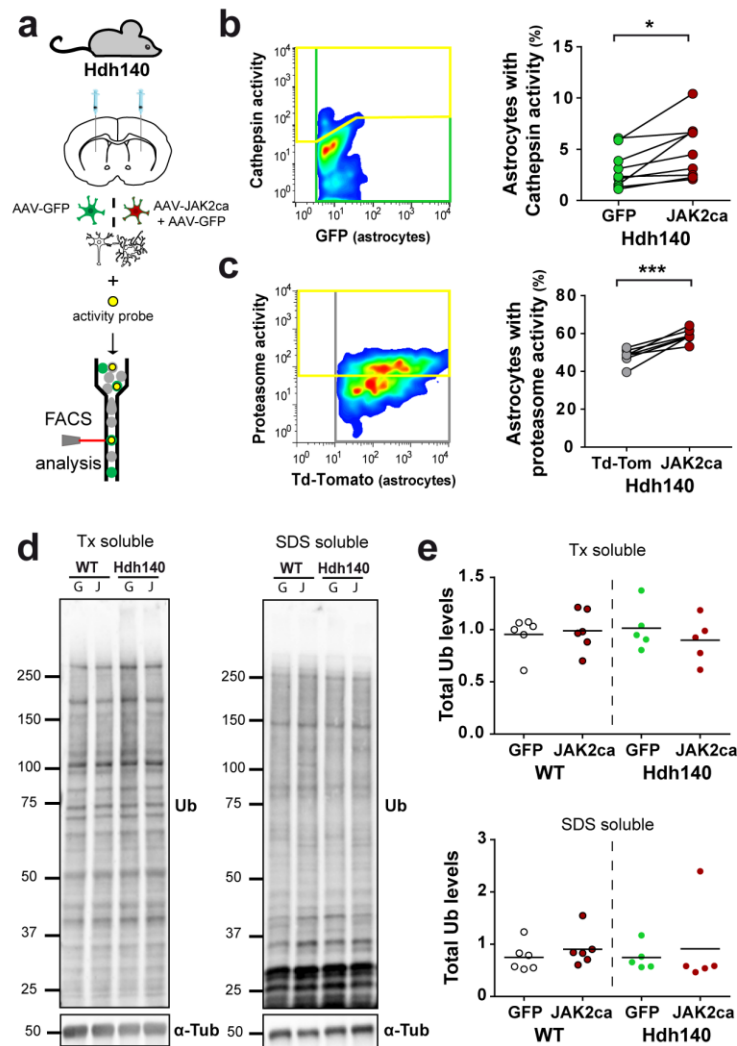 a
Hdh140
AAV-GFP
AAV-JAK2ca
+ AAV-GFP
+
activity probe
FACS
analysis
b
Cathepsin activity
10^4
10^3
10^2
10^1
10^0
10^0 10^1 10^2 10^3 10^4
GFP (astrocytes)
Astrocytes with
Cathepsin activity (%)
15
10
5
0
*
GFP JAK2ca
Hdh140
c
Proteasome activity
10^4
10^3
10^2
10^1
10^0
10^0 10^1 10^2 10^3 10^4
Td-Tomato (astrocytes)
Astrocytes with
proteasome activity (%)
80
60
40
20
0
***
Td-Tom JAK2ca
Hdh140
d
Tx soluble
WT Hdh140
G J G J
250
150
100
75
50
37
25
Ub
50
α-Tub
SDS soluble
WT Hdh140
G J G J
250
150
100
75
50
37
25
Ub
50
α-Tub
e
Tx soluble
Total Ub levels
1.5
1.0
0.5
0.0
GFP JAK2ca GFP JAK2ca
WT Hdh140
SDS soluble
Total Ub levels
3
2
1
0
GFP JAK2ca GFP JAK2ca
WT Hdh140